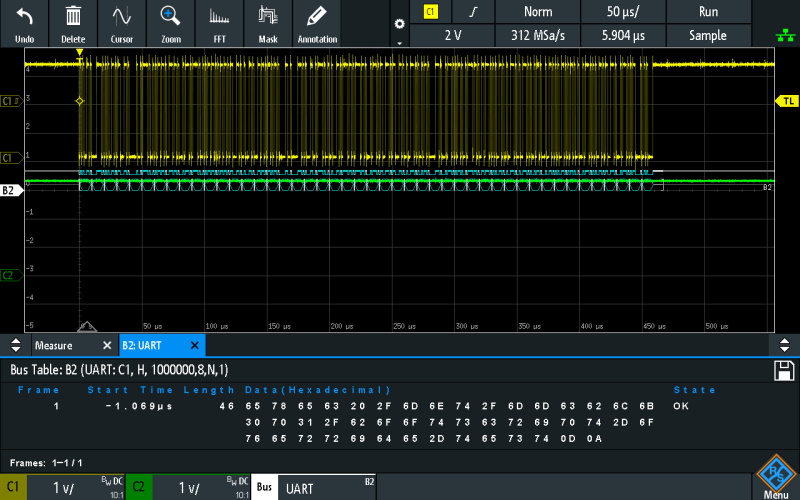 Undo
Delete
Cursor
Zoom
FFT
Mask
Annotation
C1
Norm
50 µs/
Run
2 V
312 MSa/s
5.904 µs
Sample
T
4
C1
3
TL
2
C1
1
B2
0
B2
-1
-2
C2
-3
-4
-5
50 µs
100 µs
150 µs
200 µs
250 µs
300 µs
350 µs
400 µs
450 µs
500 µs
Measure
B2: UART
Bus Table: B2 (UART: C1, H, 1000000,8,N,1)
Frame Start Time Length Data(Hexadecimal) State
1 -1.069µs 46 65 78 65 63 20 2F 6D 6E 74 2F 6D 6D 63 62 6C 6B OK
30 70 31 2F 62 6F 6F 74 73 63 72 69 70 74 2D 6F
76 65 72 72 69 64 65 2D 74 65 73 74 0D 0A
Frames: 1-1 / 1
C1 1 V/ BW DC 10:1 C2 1 V/ BW DC 10:1 Bus UART B2
R&S
Menu